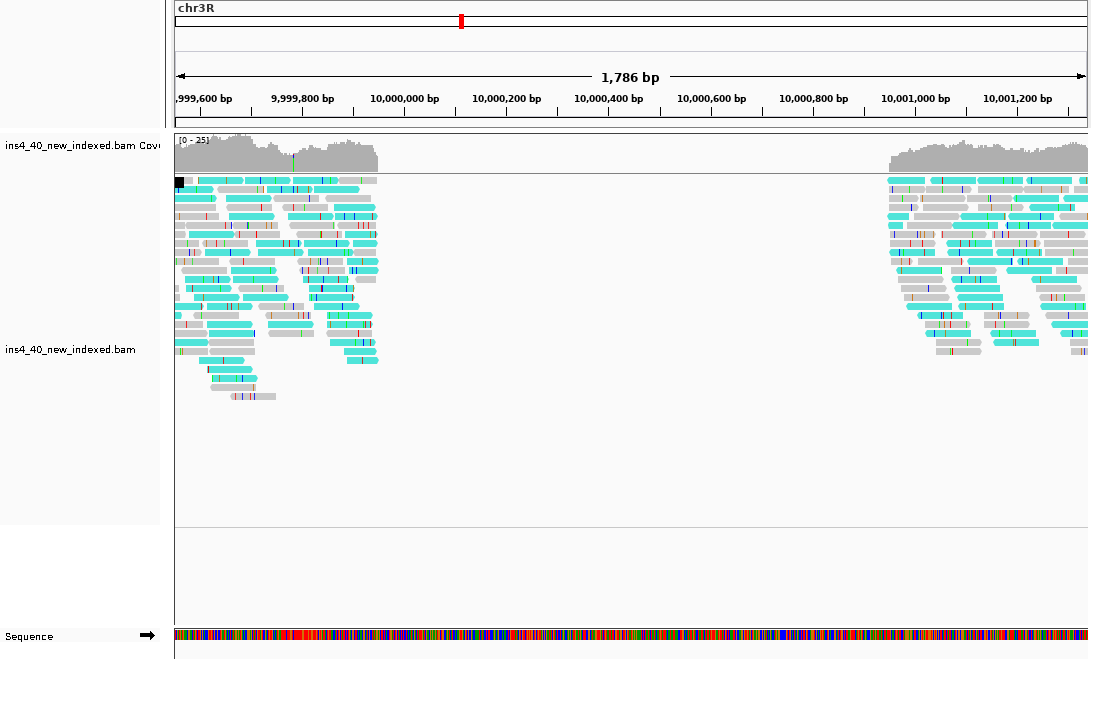 chr3R
1,786 bp
,999,600 bp 9,999,800 bp 10,000,000 bp 10,000,200 bp 10,000,400 bp 10,000,600 bp 10,000,800 bp 10,001,000 bp 10,001,200 bp
ins4_40_new_indexed.bam Cov
[0 - 25]
ins4_40_new_indexed.bam
Sequence